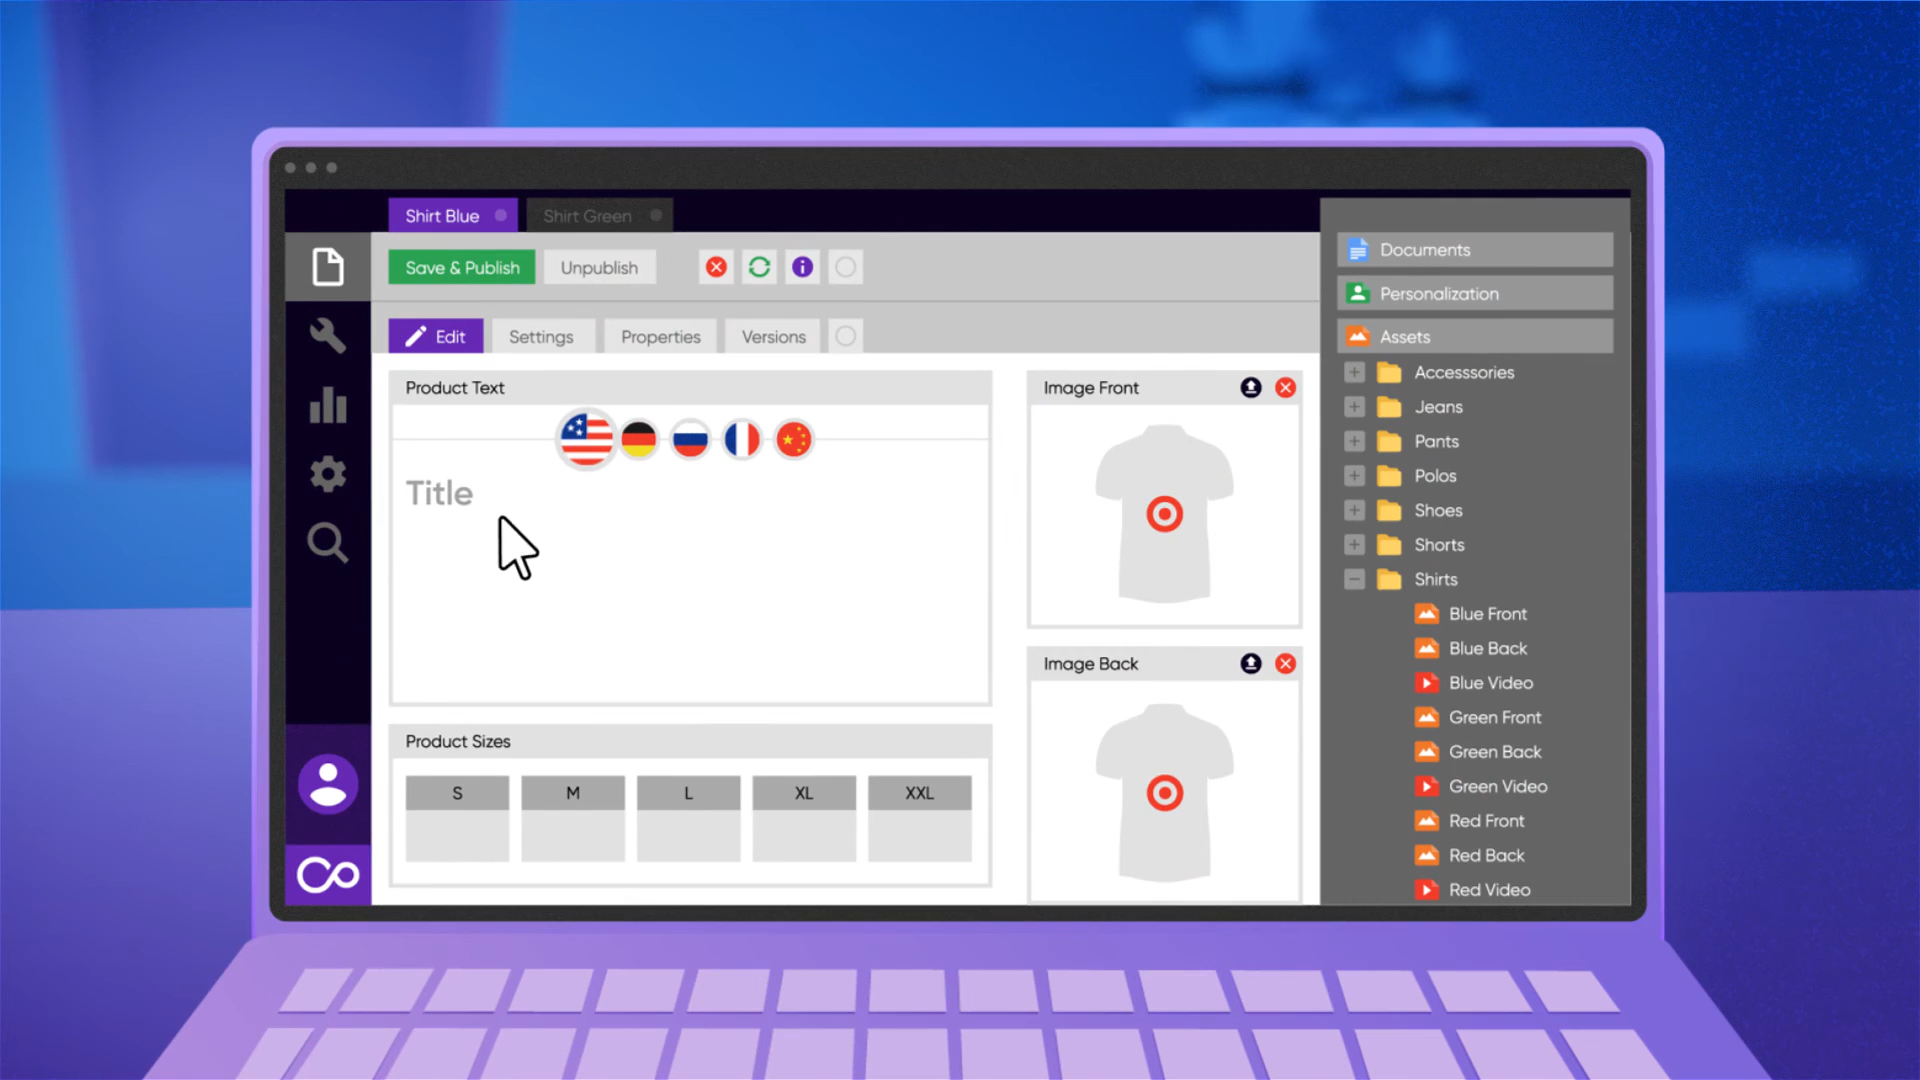 Shirt Blue
Shirt Green
Save & Publish
Unpublish
Edit
Settings
Properties
Versions
Product Text
Title
Product Sizes
S
M
L
XL
XXL
Image Front
Image Back
Documents
Personalization
Assets
Accesssories
Jeans
Pants
Polos
Shoes
Shorts
Shirts
Blue Front
Blue Back
Blue Video
Green Front
Green Back
Green Video
Red Front
Red Back
Red Video